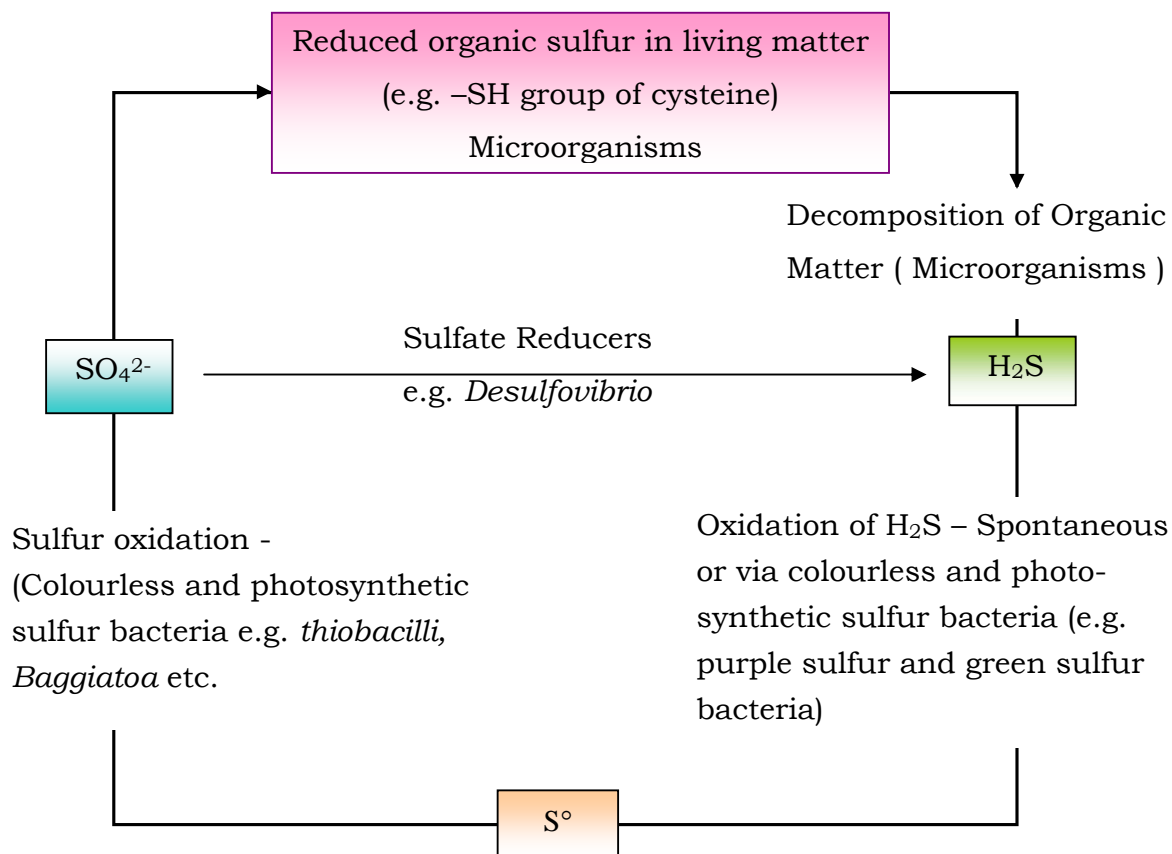 Reduced organic sulfur in living matter
(e.g. –SH group of cysteine)
Microorganisms
Decomposition of Organic
Matter ( Microorganisms )
SO₄²⁻
Sulfate Reducers
e.g. Desulfovibrio
H₂S
Sulfur oxidation -
(Colourless and photosynthetic
sulfur bacteria e.g. thiobacilli,
Baggiatoa etc.
Oxidation of H₂S – Spontaneous
or via colourless and photo-
synthetic sulfur bacteria (e.g.
purple sulfur and green sulfur
bacteria)
S°